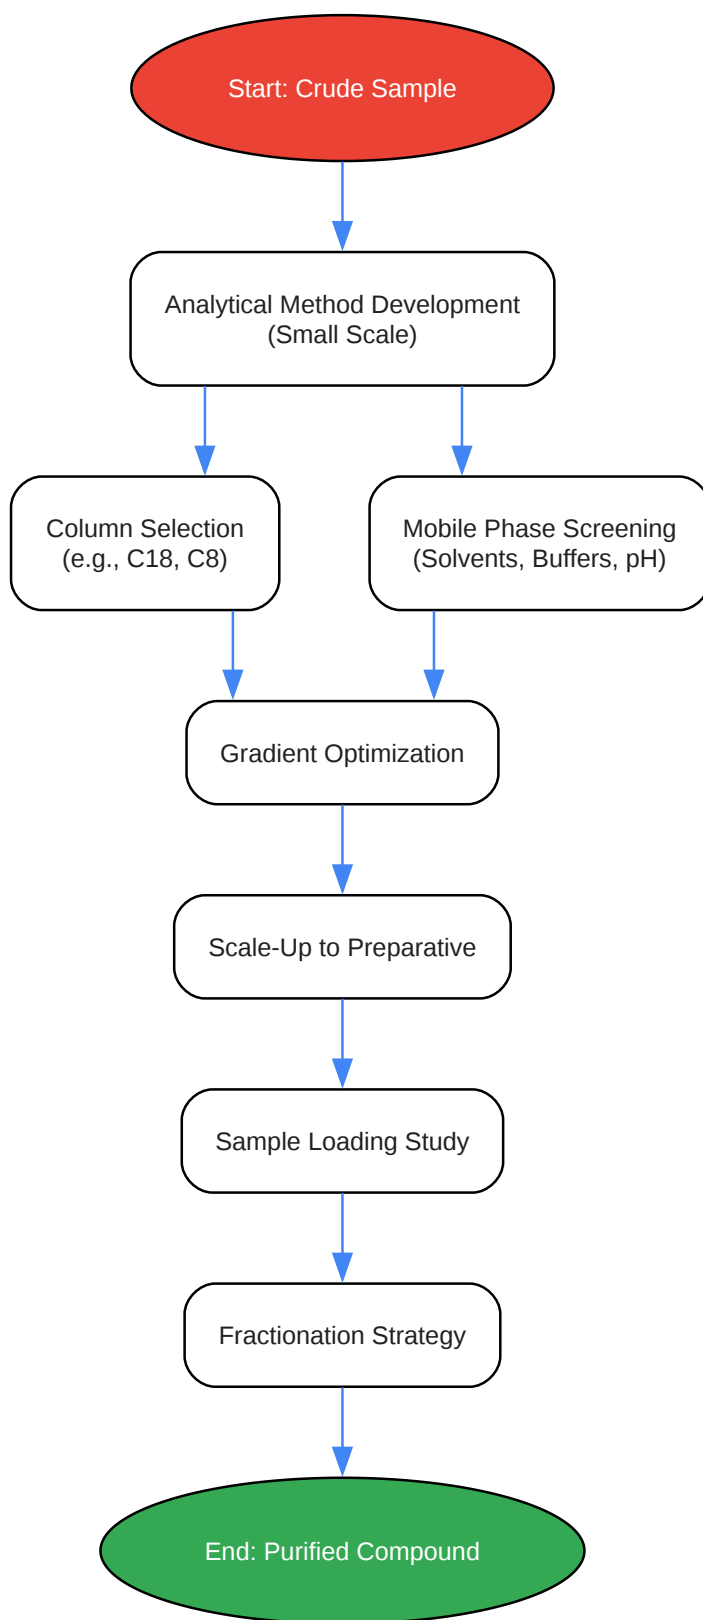 Start: Crude Sample
Analytical Method Development
(Small Scale)
Column Selection
(e.g., C18, C8)
Mobile Phase Screening
(Solvents, Buffers, pH)
Gradient Optimization
Scale-Up to Preparative
Sample Loading Study
Fractionation Strategy
End: Purified Compound